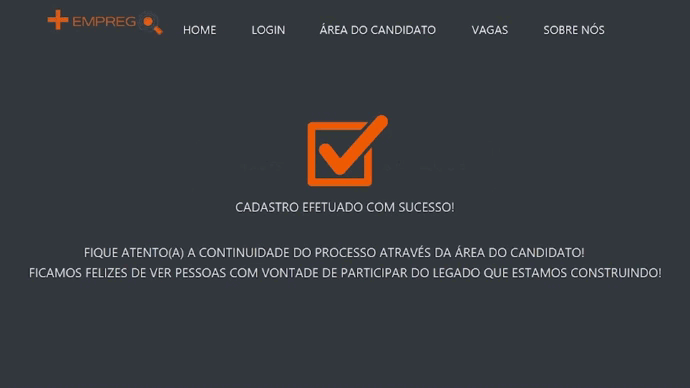 + EMPREGO
HOME LOGIN ÁREA DO CANDIDATO VAGAS SOBRE NÓS
CADASTRO EFETUADO COM SUCESSO!
FIQUE ATENTO(A) A CONTINUIDADE DO PROCESSO ATRAVÉS DA ÁREA DO CANDIDATO!
FICAMOS FELIZES DE VER PESSOAS COM VONTADE DE PARTICIPAR DO LEGADO QUE ESTAMOS CONSTRUINDO!